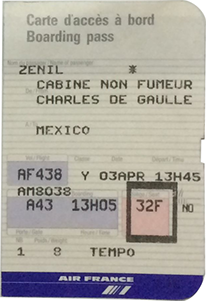 Carte d'accès à bord
Boarding pass
ZENIL *
CABINE NON FUMEUR
CHARLES DE GAULLE
MEXICO
AF438 Y 03APR 13H45
AM8038
A43 13H05 32F NO
1 8 TEMPO
AIR FRANCE